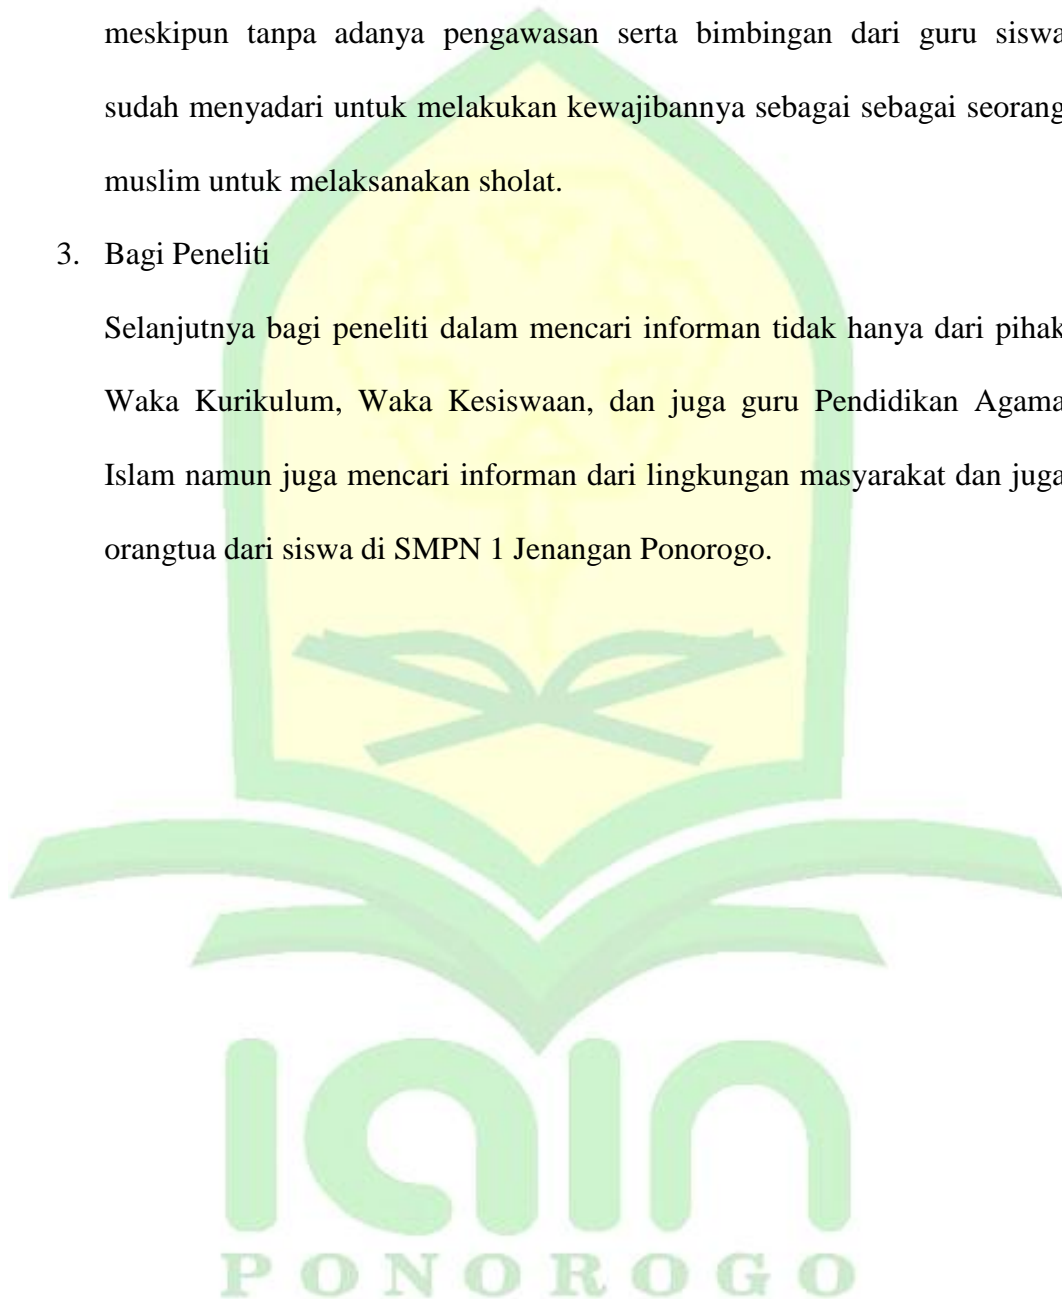 meskipun tanpa adanya pengawasan serta bimbingan dari guru siswa
sudah menyadari untuk melakukan kewajibannya sebagai sebagai seorang
muslim untuk melaksanakan sholat.
3. Bagi Peneliti
Selanjutnya bagi peneliti dalam mencari informan tidak hanya dari pihak
Waka Kurikulum, Waka Kesiswaan, dan juga guru Pendidikan Agama
Islam namun juga mencari informan dari lingkungan masyarakat dan juga
orangtua dari siswa di SMPN 1 Jenangan Ponorogo.
iain
PONOROGO